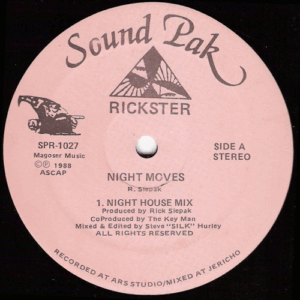 Sound Pak
RICKSTER
SPR-1027
Magoser Music
©℗ 1988
ASCAP
SIDE A
STEREO
NIGHT MOVES
R. Slepak
1. NIGHT HOUSE MIX
Produced by Rick Slepak
CoProduced by The Key Man
Mixed & Edited by Steve "SILK" Hurley
ALL RIGHTS RESERVED
RECORDED AT ARS STUDIO/MIXED AT JERICHO